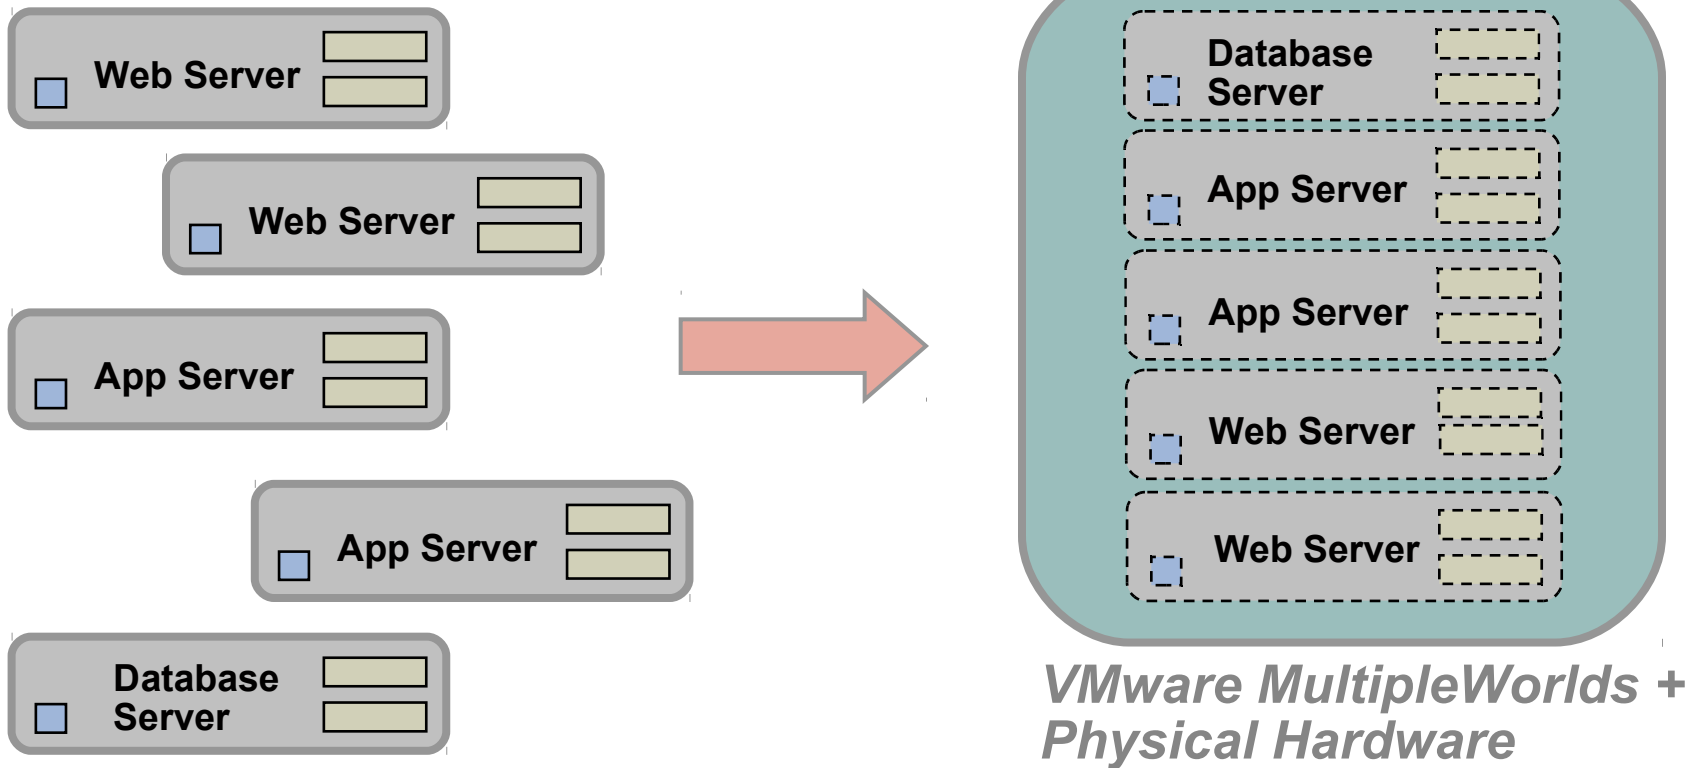 Web Server
Web Server
App Server
App Server
Database
Server
Database
Server
App Server
App Server
Web Server
Web Server
VMware MultipleWorlds +
Physical Hardware